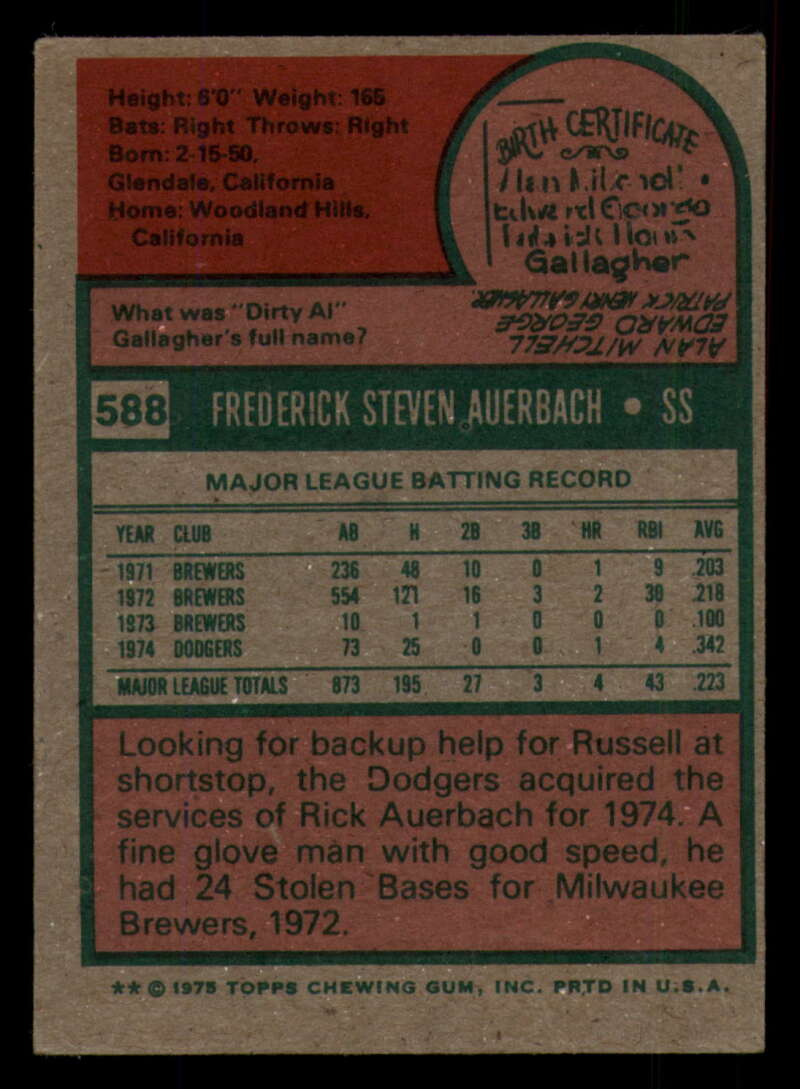 Height: 6'0" Weight: 165
Bats: Right Throws: Right
Born: 2-15-50,
Glendale, California
Home: Woodland Hills,
California
BIRTH CERTIFICATE
Gallagher
What was "Dirty Al"
Gallagher's full name?
ALAN MITCHELL
EDWARD GEORGE
PATRICK HENRY GALLAGHER.
588 FREDERICK STEVEN AUERBACH • SS
MAJOR LEAGUE BATTING RECORD
YEAR CLUB AB H 2B 3B HR RBI AVG
1971 BREWERS 236 48 10 0 1 9 .203
1972 BREWERS 554 121 16 3 2 30 .218
1973 BREWERS 10 1 1 0 0 0 .100
1974 DODGERS 73 25 0 0 1 4 .342
MAJOR LEAGUE TOTALS 873 195 27 3 4 43 .223
Looking for backup help for Russell at
shortstop, the Dodgers acquired the
services of Rick Auerbach for 1974. A
fine glove man with good speed, he
had 24 Stolen Bases for Milwaukee
Brewers, 1972.
** © 1975 TOPPS CHEWING GUM, INC. PRTD IN U.S.A.